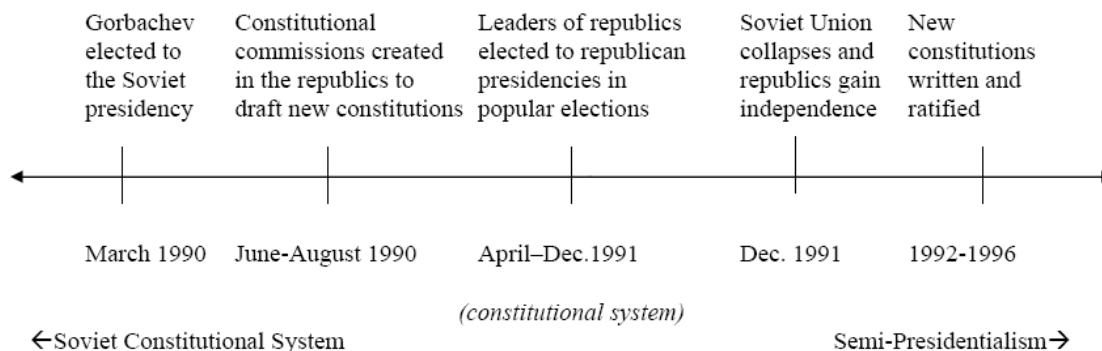 Gorbachev
elected to
the Soviet
presidency
Constitutional
commissions created
in the republics to
draft new constitutions
Leaders of republics
elected to republican
presidencies in
popular elections
Soviet Union
collapses and
republics gain
independence
New
constitutions
written and
ratified
March 1990
June-August 1990
April–Dec.1991
Dec. 1991
1992-1996
(constitutional system)
←Soviet Constitutional System
Semi-Presidentialism→